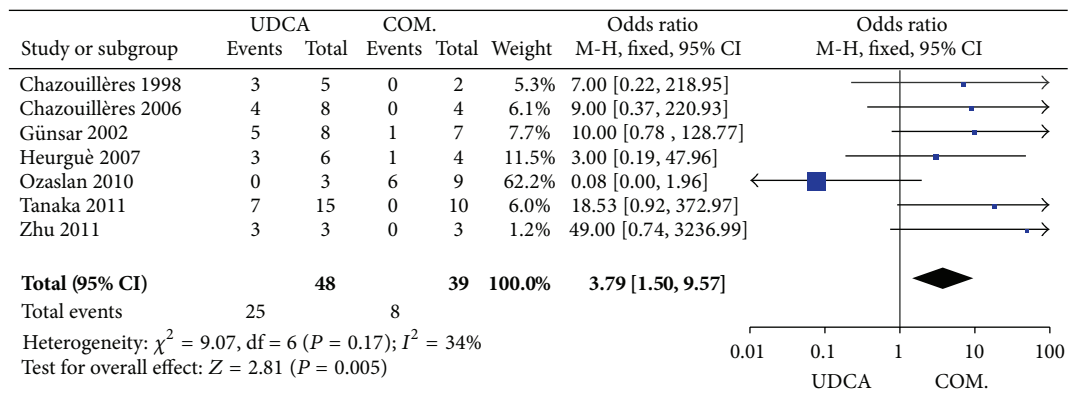 UDCA COM. Odds ratio Odds ratio
Study or subgroup Events Total Events Total Weight M-H, fixed, 95% CI M-H, fixed, 95% CI
Chazouillères 1998 3 5 0 2 5.3% 7.00 [0.22, 218.95]
Chazouillères 2006 4 8 0 4 6.1% 9.00 [0.37, 220.93]
Günsar 2002 5 8 1 7 7.7% 10.00 [0.78 , 128.77]
Heurguè 2007 3 6 1 4 11.5% 3.00 [0.19, 47.96]
Ozaslan 2010 0 3 6 9 62.2% 0.08 [0.00, 1.96]
Tanaka 2011 7 15 0 10 6.0% 18.53 [0.92, 372.97]
Zhu 2011 3 3 0 3 1.2% 49.00 [0.74, 3236.99]
Total (95% CI) 48 39 100.0% 3.79 [1.50, 9.57]
Total events 25 8
Heterogeneity: χ² = 9.07, df = 6 (P = 0.17); I² = 34%
Test for overall effect: Z = 2.81 (P = 0.005)
0.01 0.1 1 10 100
UDCA COM.